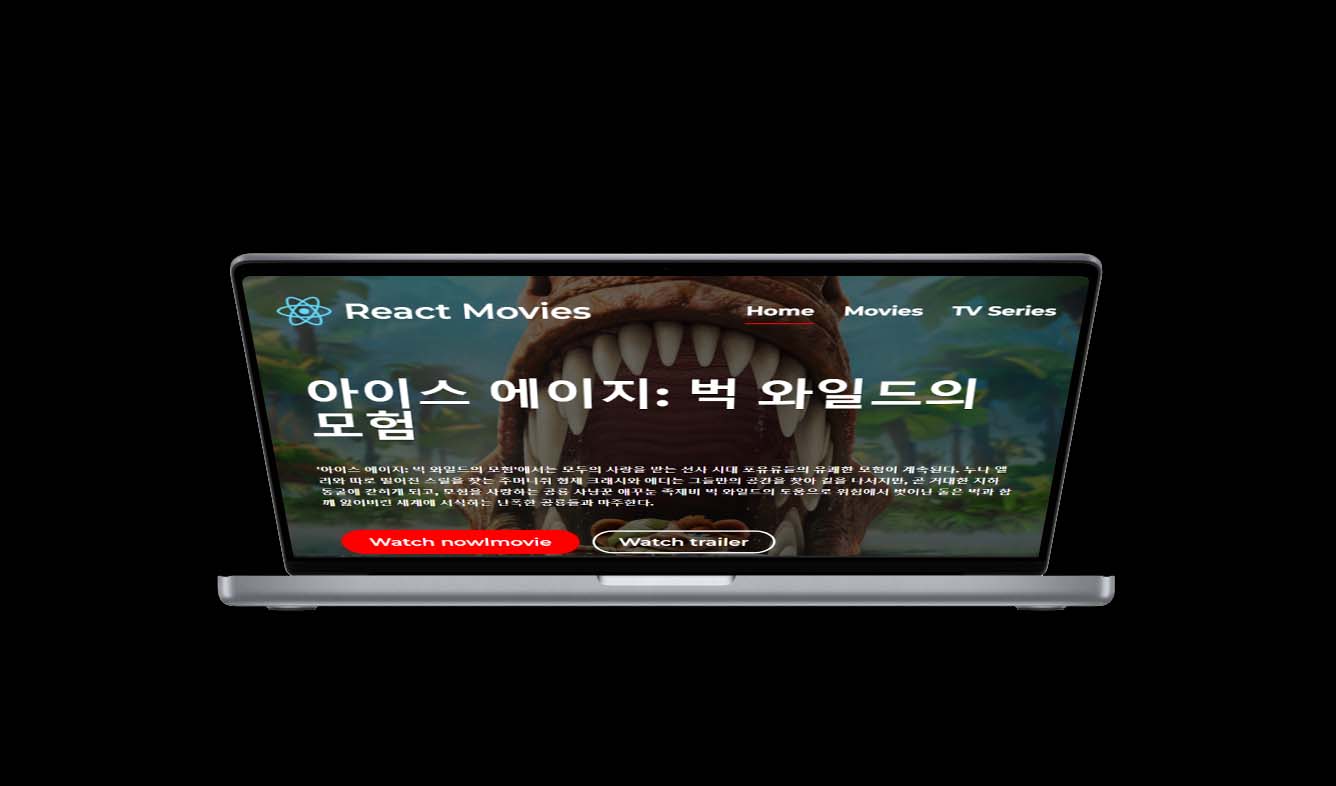 React Movies
Home Movies TV Series
아이스 에이지: 벅 와일드의
모험
'아이스 에이지: 벅 와일드의 모험'에서는 모두의 사랑을 받는 선사 시대 포유류들의 유쾌한 모험이 계속된다. 누나 엘
리와 따로 떨어진 스릴을 찾는 주머니쥐 형제 크래시와 에디는 그들만의 공간을 찾아 길을 나서지만, 곧 거대한 지하
동굴에 갇히게 되고, 모험을 사랑하는 공룡 사냥꾼 애꾸눈 족제비 벅 와일드의 도움으로 위험에서 벗어난 둘은 벅과 함
께 잃어버린 세계에 서식하는 난폭한 공룡들과 마주한다.
Watch now!movie Watch trailer